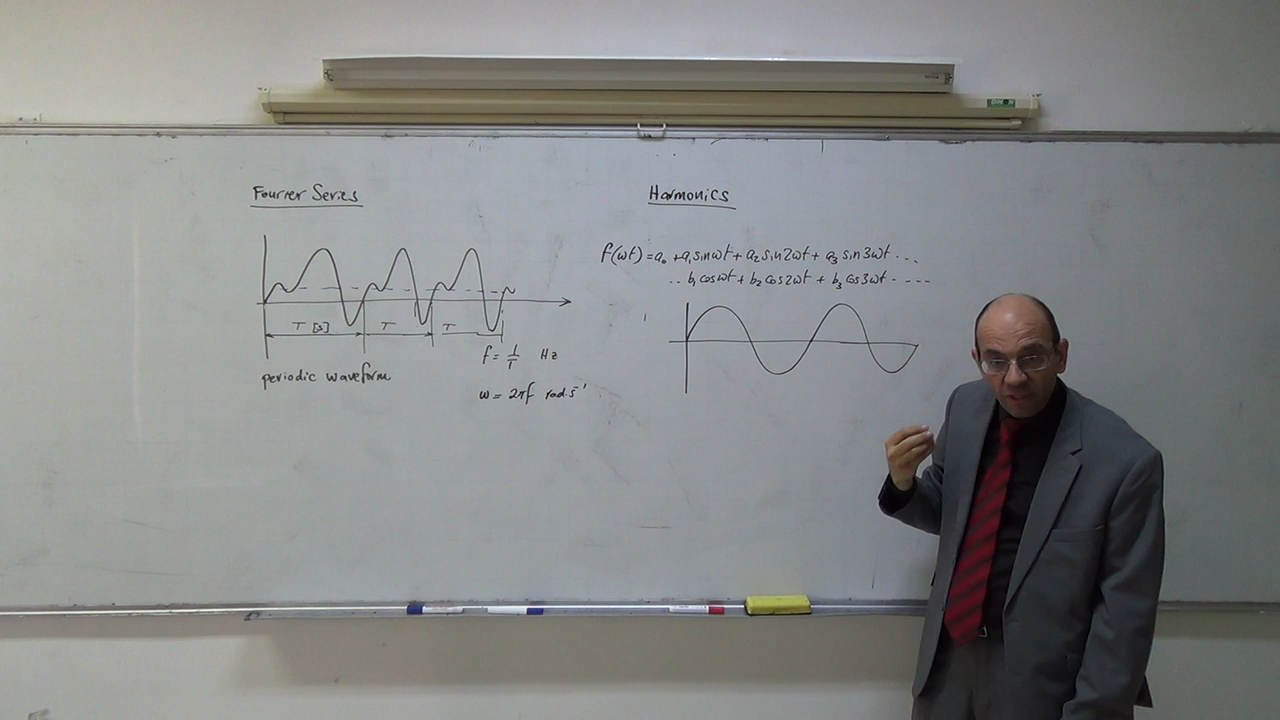 Fourier Series
T [s] T T
f = 1/T Hz
periodic waveform
ω = 2πf rad.s⁻¹
Harmonics
f(ωt) = a₀ + a₁ sin ωt + a₂ sin 2ωt + a₃ sin 3ωt ...
.. b₁ cos ωt + b₂ cos 2ωt + b₃ cos 3ωt ----